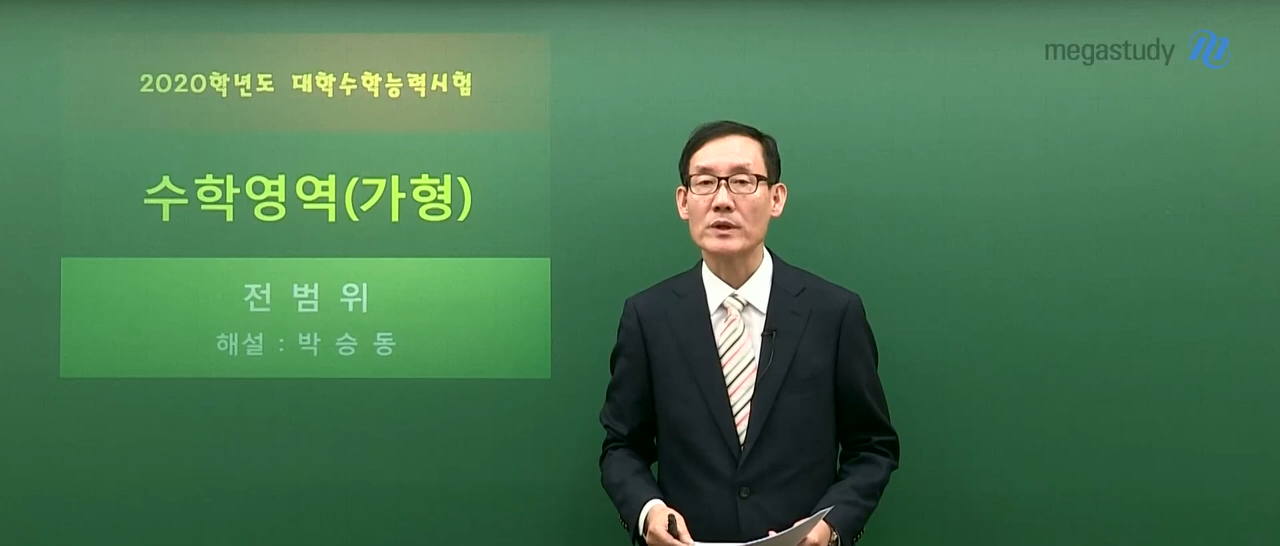 2020학년도 대학수학능력시험
수학영역(가형)
전 범 위
해설 : 박 승 동
megastudy